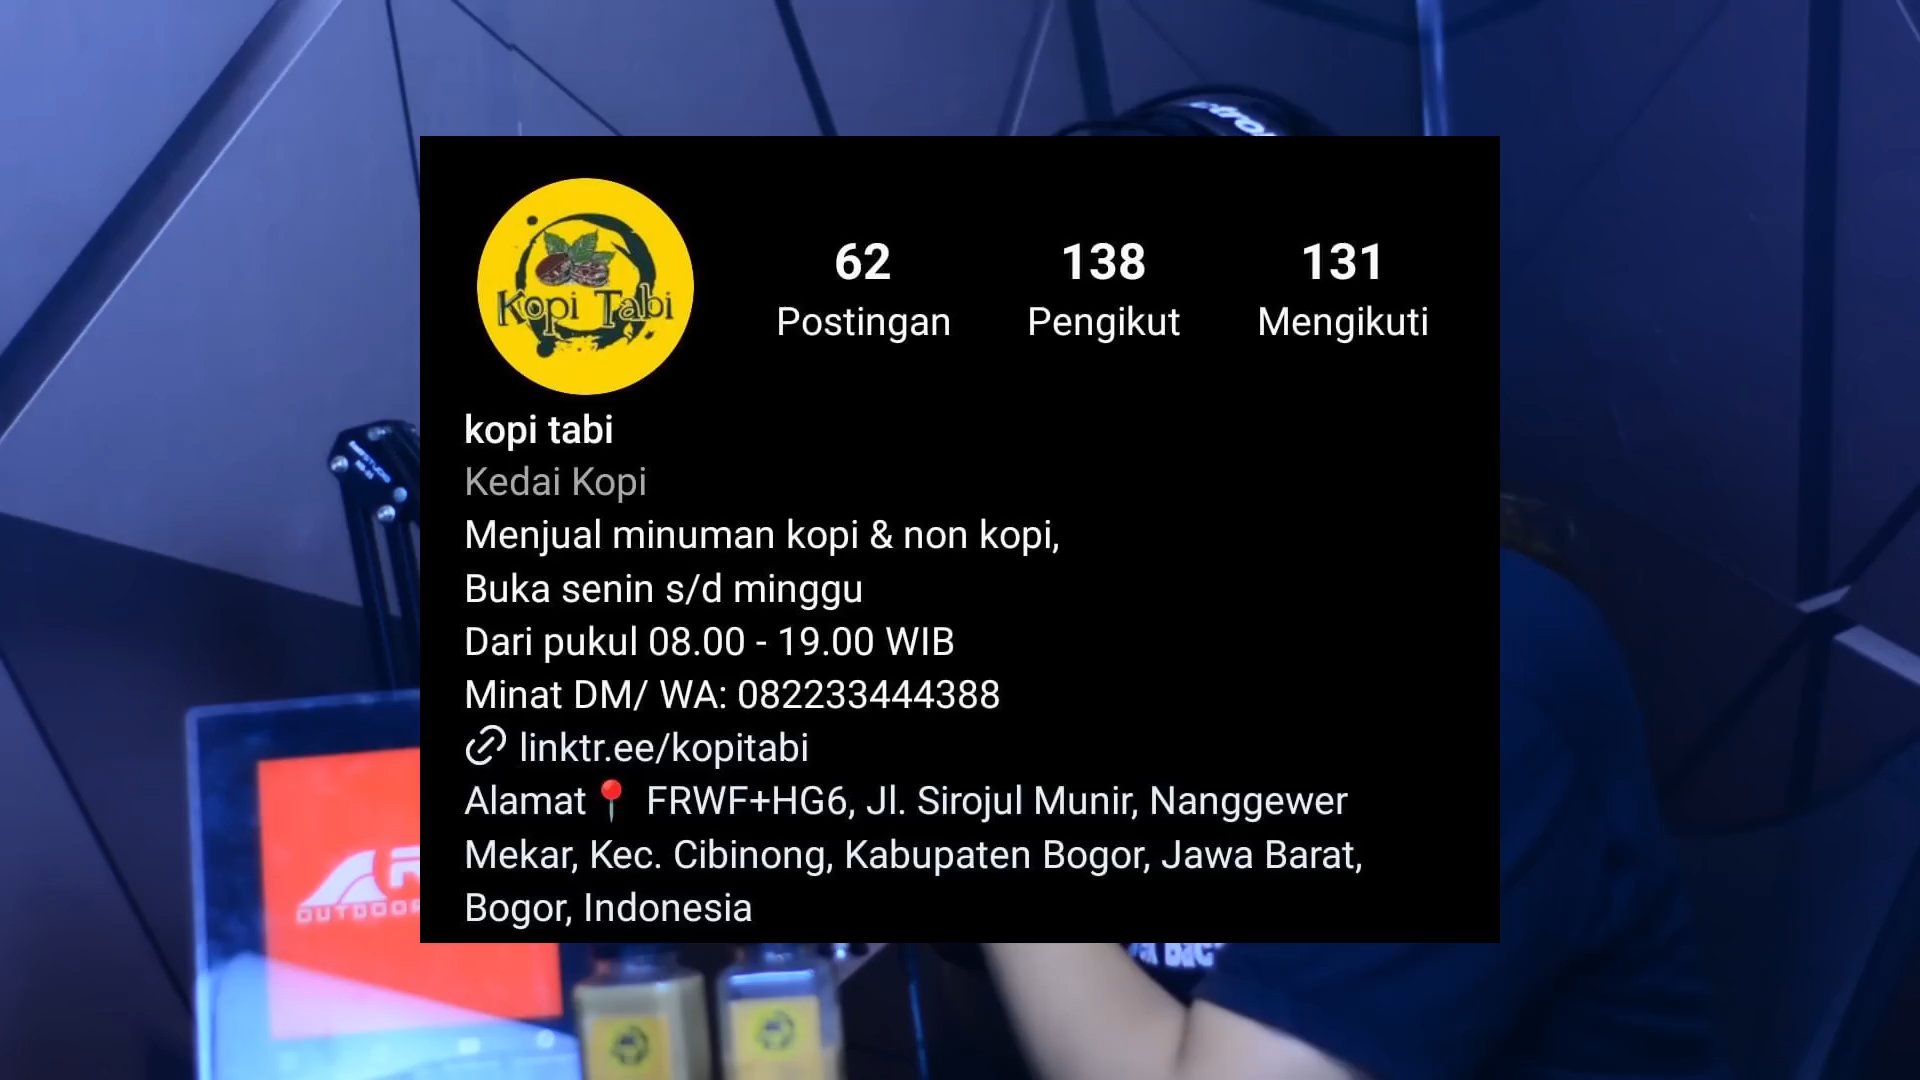 ctron
Kopi Tabi
62 138 131
Postingan Pengikut Mengikuti
kopi tabi
Kedai Kopi
Menjual minuman kopi & non kopi,
Buka senin s/d minggu
Dari pukul 08.00 - 19.00 WIB
Minat DM/ WA: 082233444388
linktr.ee/kopitabi
Alamat📍 FRWF+HG6, Jl. Sirojul Munir, Nanggewer
Mekar, Kec. Cibinong, Kabupaten Bogor, Jawa Barat,
Bogor, Indonesia
OUTDOOR